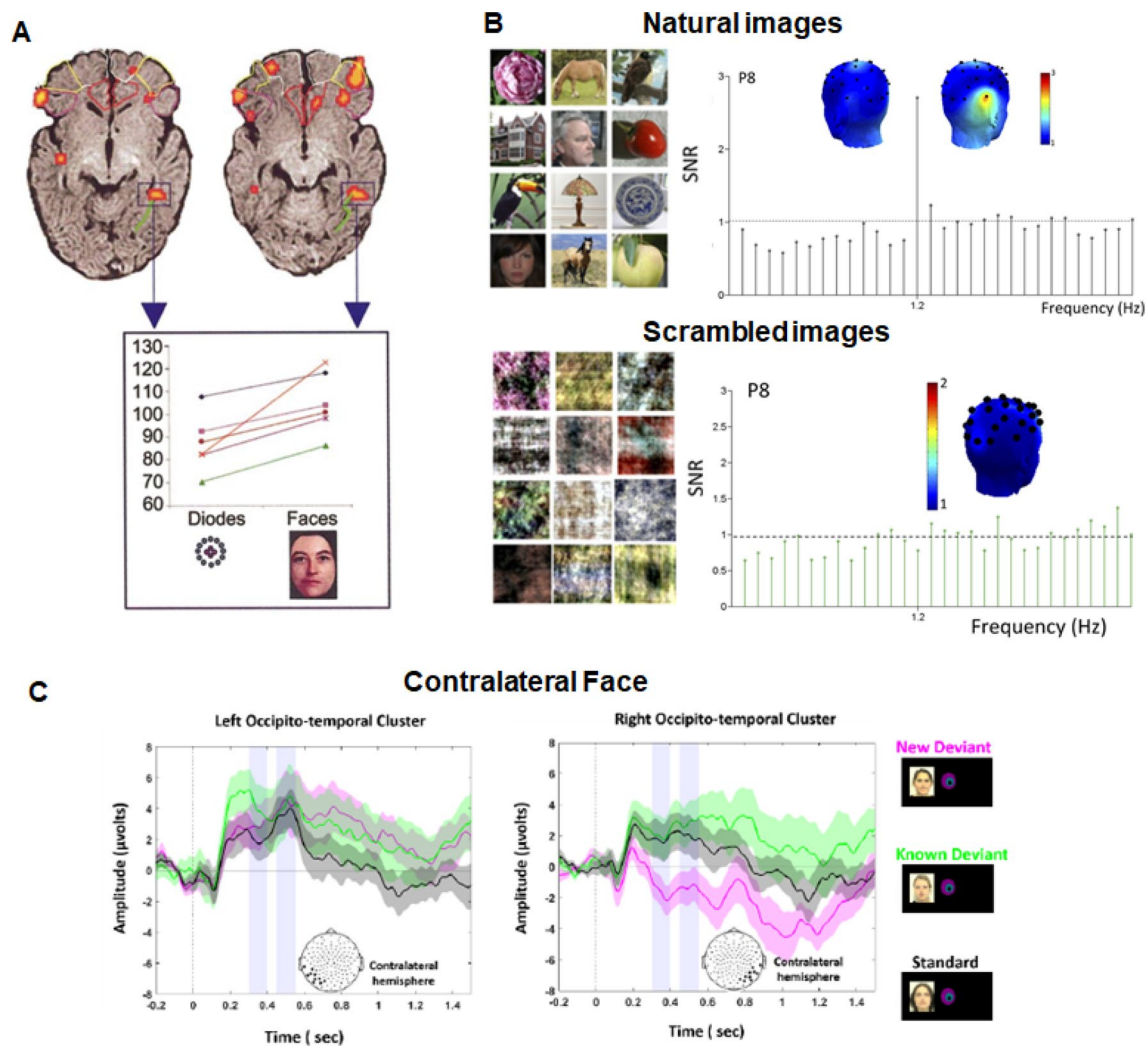 A
130
120
110
100
90
80
70
60
Diodes
Faces
B
Natural images
P8
SNR
3
2
1
0
3
1
1.2
Frequency (Hz)
Scrambled images
P8
SNR
3
2.5
2
1.5
1
0.5
0
2
1
1.2
Frequency (Hz)
C
Contralateral Face
Left Occipito-temporal Cluster
Amplitude (µvolts)
8
6
4
2
0
-2
-4
-6
-8
-0.2
0
0.2
0.4
0.6
0.8
1
1.2
1.4
Time ( sec)
Contralateral
hemisphere
Right Occipito-temporal Cluster
Amplitude (µvolts)
8
6
4
2
0
-2
-4
-6
-8
-0.2
0
0.2
0.4
0.6
0.8
1
1.2
1.4
Time ( sec)
Contralateral
hemisphere
New Deviant
Known Deviant
Standard